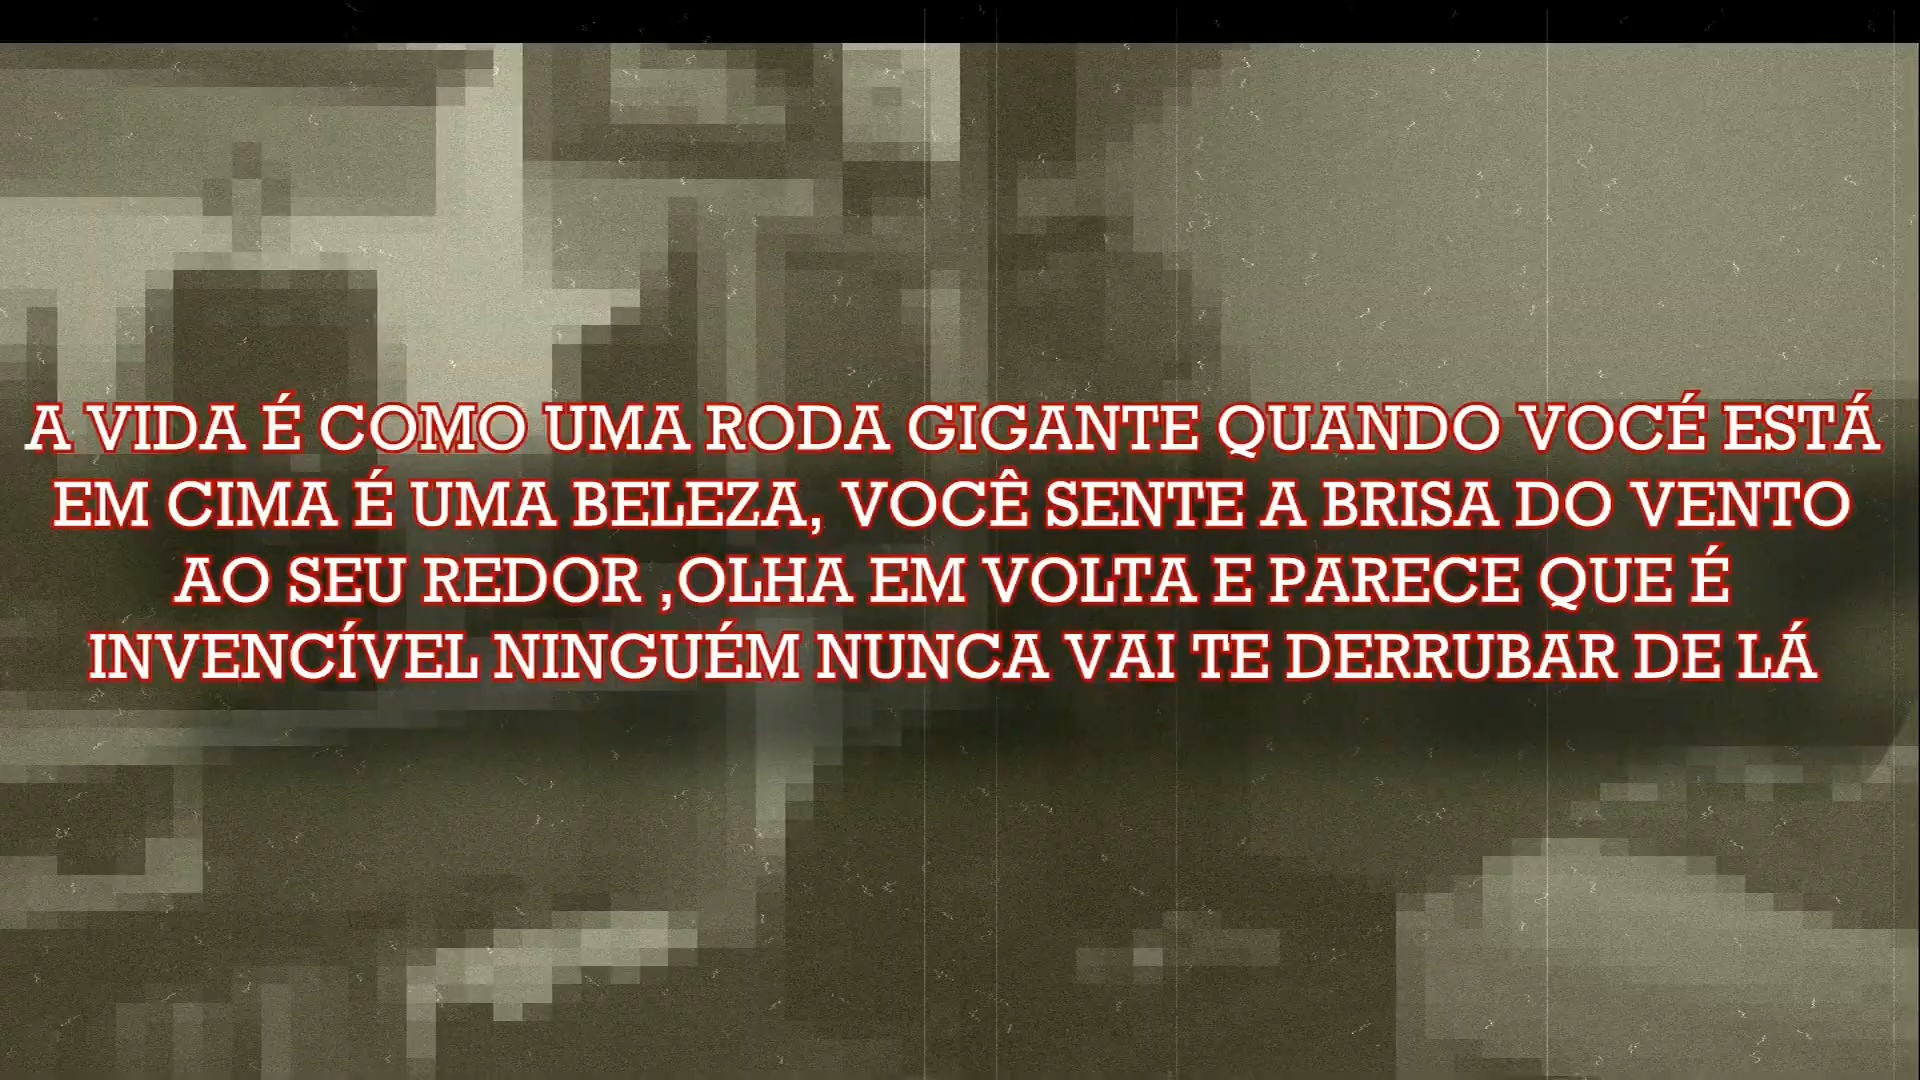 A VIDA É COMO UMA RODA GIGANTE QUANDO VOCÉ ESTÁ
EM CIMA É UMA BELEZA, VOCÊ SENTE A BRISA DO VENTO
AO SEU REDOR ,OLHA EM VOLTA E PARECE QUE É
INVENCÍVEL NINGUÉM NUNCA VAI TE DERRUBAR DE LÁ